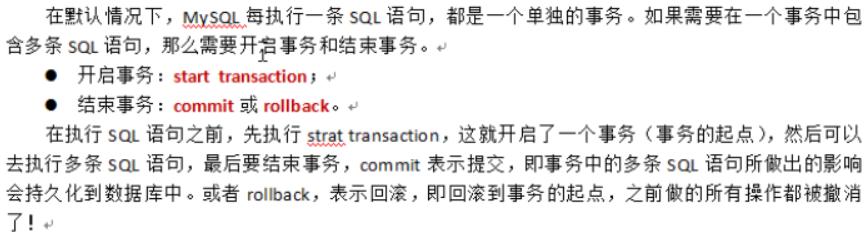 在默认情况下，MySQL 每执行一条 SQL 语句，都是一个单独的事务。如果需要在一个事务中包
含多条 SQL 语句，那么需要开启事务和结束事务。
● 开启事务：start transaction；
● 结束事务：commit 或 rollback。
在执行 SQL 语句之前，先执行 strat transaction，这就开启了一个事务（事务的起点），然后可以
去执行多条 SQL 语句，最后要结束事务，commit 表示提交，即事务中的多条 SQL 语句所做出的影响
会持久化到数据库中。或者 rollback，表示回滚，即回滚到事务的起点，之前做的所有操作都被撤消
了！